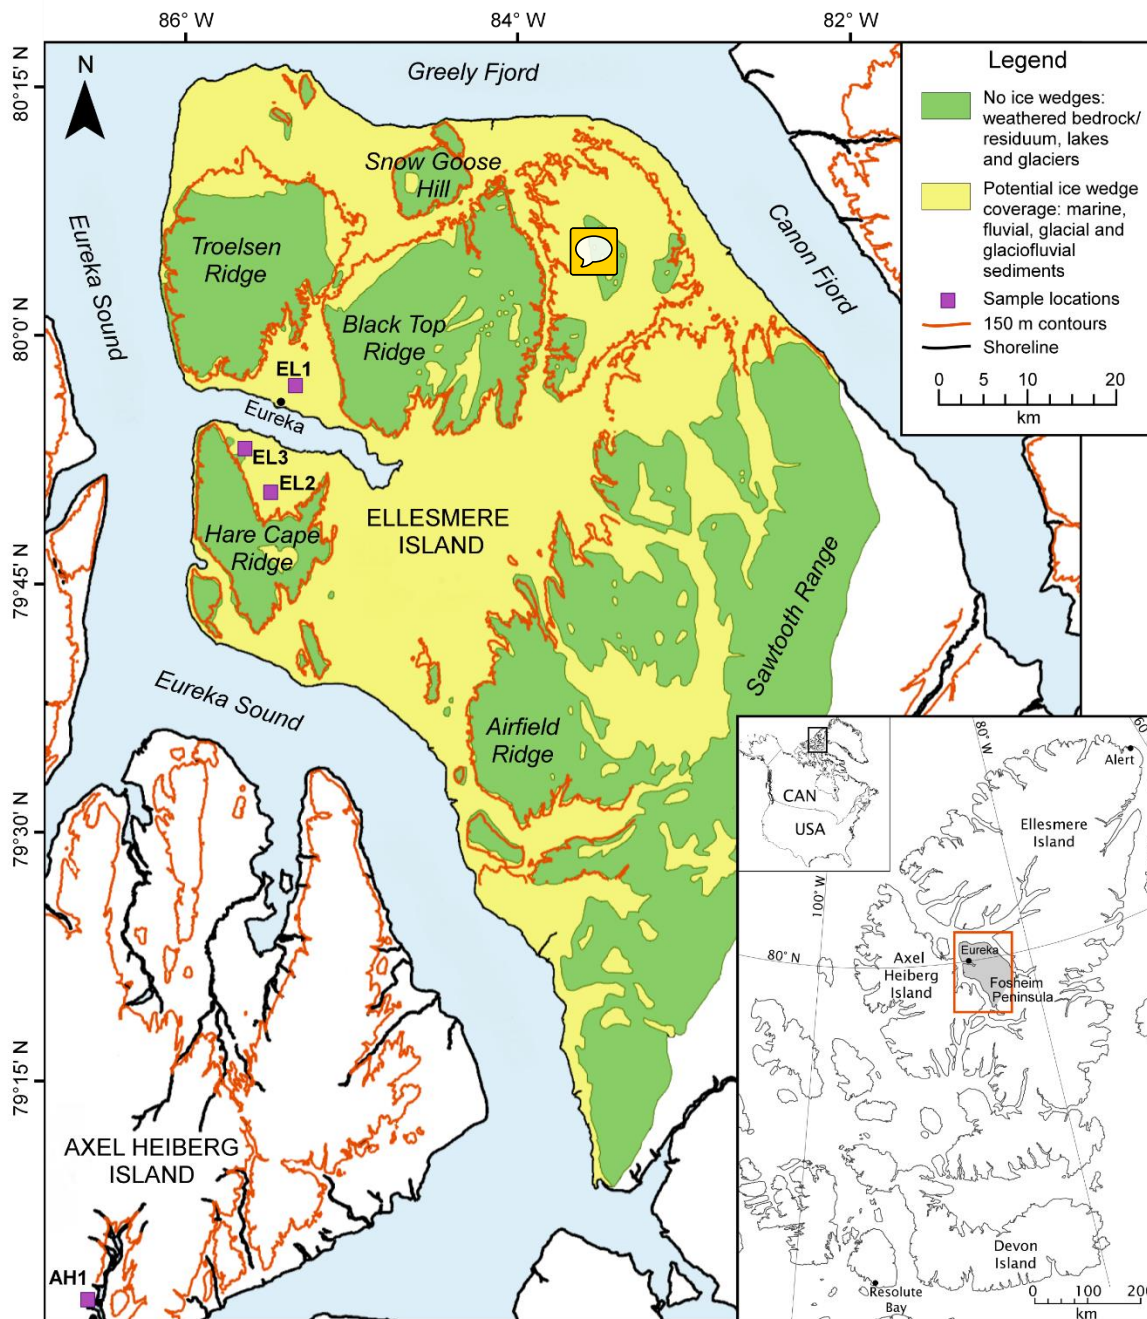 86° W
84° W
82° W
80°15' N
80°0' N
79°45' N
79°30' N
79°15' N
N
Greely Fjord
Snow Goose
Hill
Troelsen
Ridge
Black Top
Ridge
Eureka Sound
Canon Fjord
EL1
Eureka
EL3
EL2
Hare Cape
Ridge
ELLESMERE
ISLAND
Sawtooth Range
Eureka Sound
Airfield
Ridge
AXEL HEIBERG
ISLAND
AH1
Legend
No ice wedges:
weathered bedrock/
residuum, lakes
and glaciers
Potential ice wedge
coverage: marine,
fluvial, glacial and
glaciofluvial
sediments
Sample locations
150 m contours
Shoreline
0 5 10 20
km
CAN
USA
80° W
60
Alert
Ellesmere
Island
100° W
80° N
Axel
Heiberg
Island
Eureka
Fosheim
Peninsula
Devon
Island
Resolute
Bay
0 100 200
km